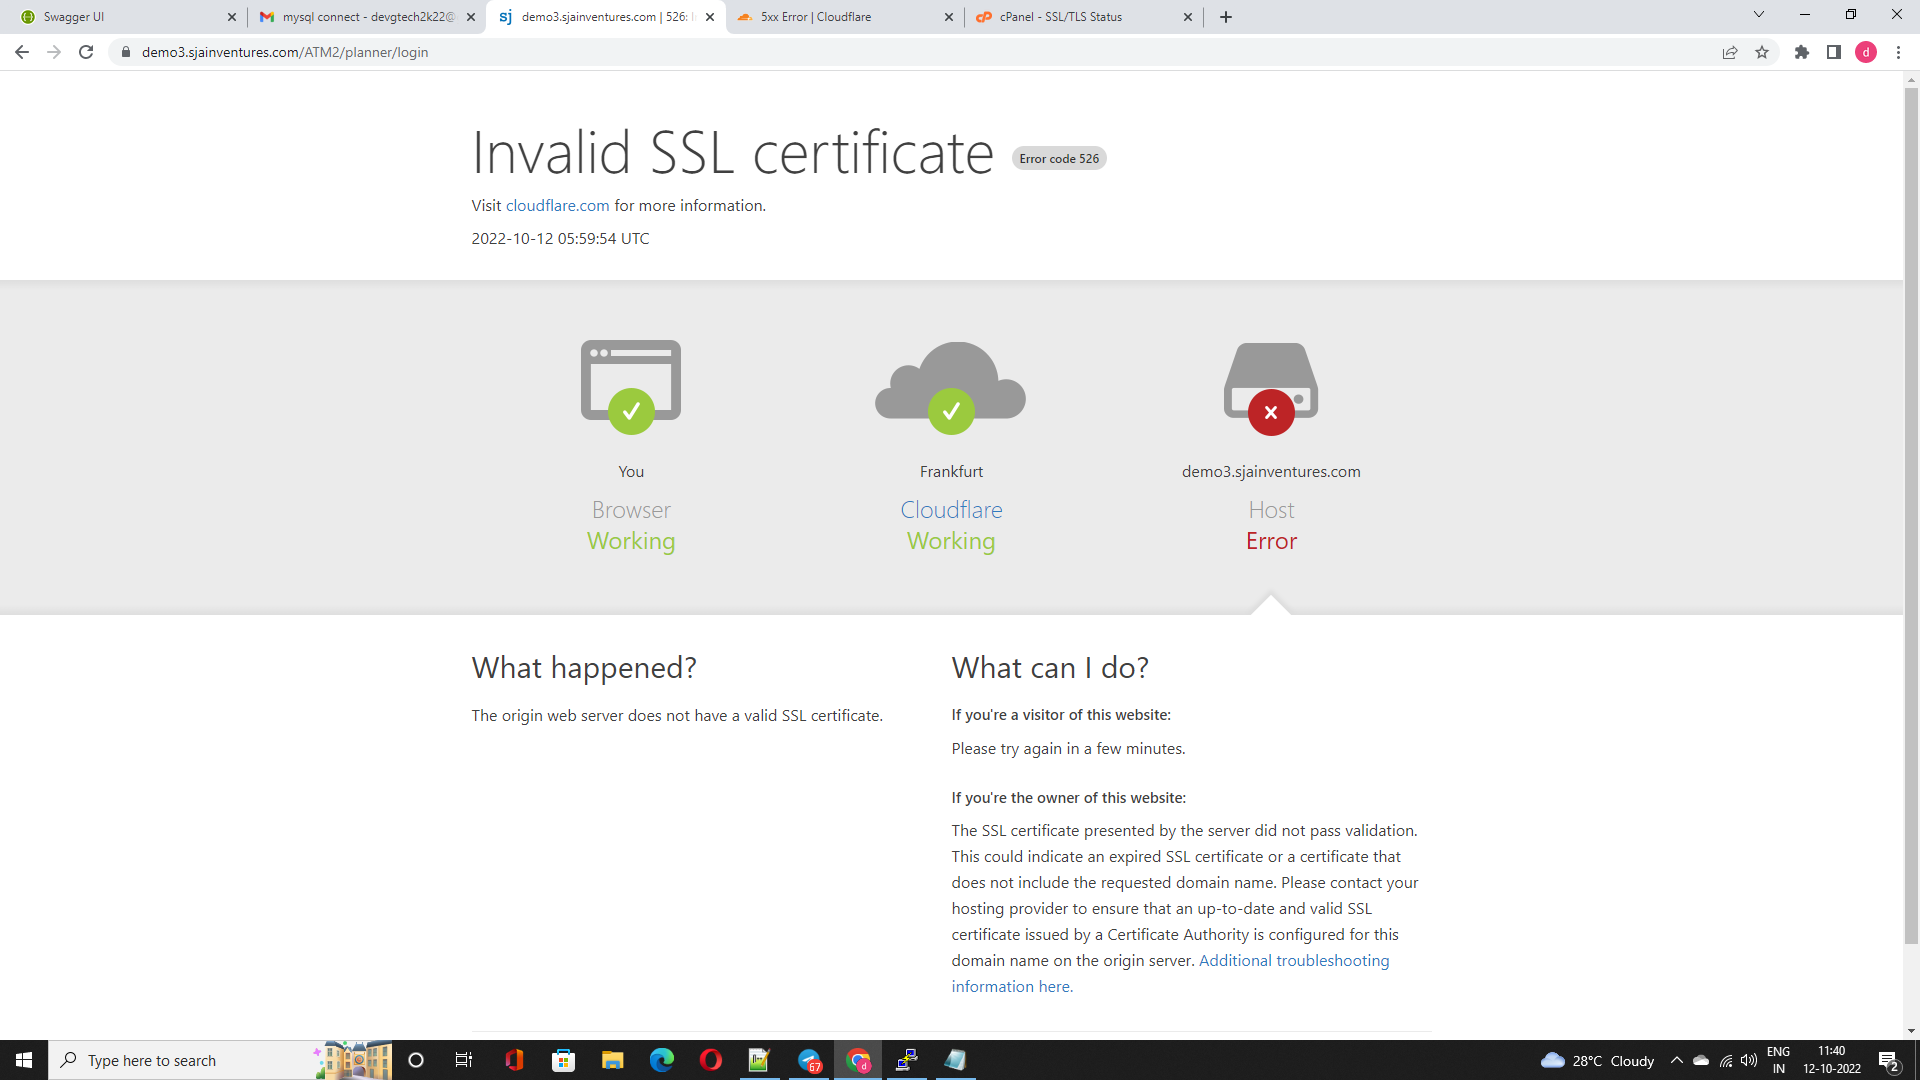 Swagger UI
mysql connect - devgtech2k22@
demo3.sjainventures.com | 526: I
5xx Error | Cloudflare
cPanel - SSL/TLS Status
demo3.sjainventures.com/ATM2/planner/login
d
Invalid SSL certificate Error code 526
Visit cloudflare.com for more information.
2022-10-12 05:59:54 UTC
You
Browser
Working
Frankfurt
Cloudflare
Working
demo3.sjainventures.com
Host
Error
What happened?
The origin web server does not have a valid SSL certificate.
What can I do?
If you're a visitor of this website:
Please try again in a few minutes.
If you're the owner of this website:
The SSL certificate presented by the server did not pass validation.
This could indicate an expired SSL certificate or a certificate that
does not include the requested domain name. Please contact your
hosting provider to ensure that an up-to-date and valid SSL
certificate issued by a Certificate Authority is configured for this
domain name on the origin server. Additional troubleshooting
information here.
Type here to search
67
d
28°C Cloudy
ENG
IN
11:40
12-10-2022
2